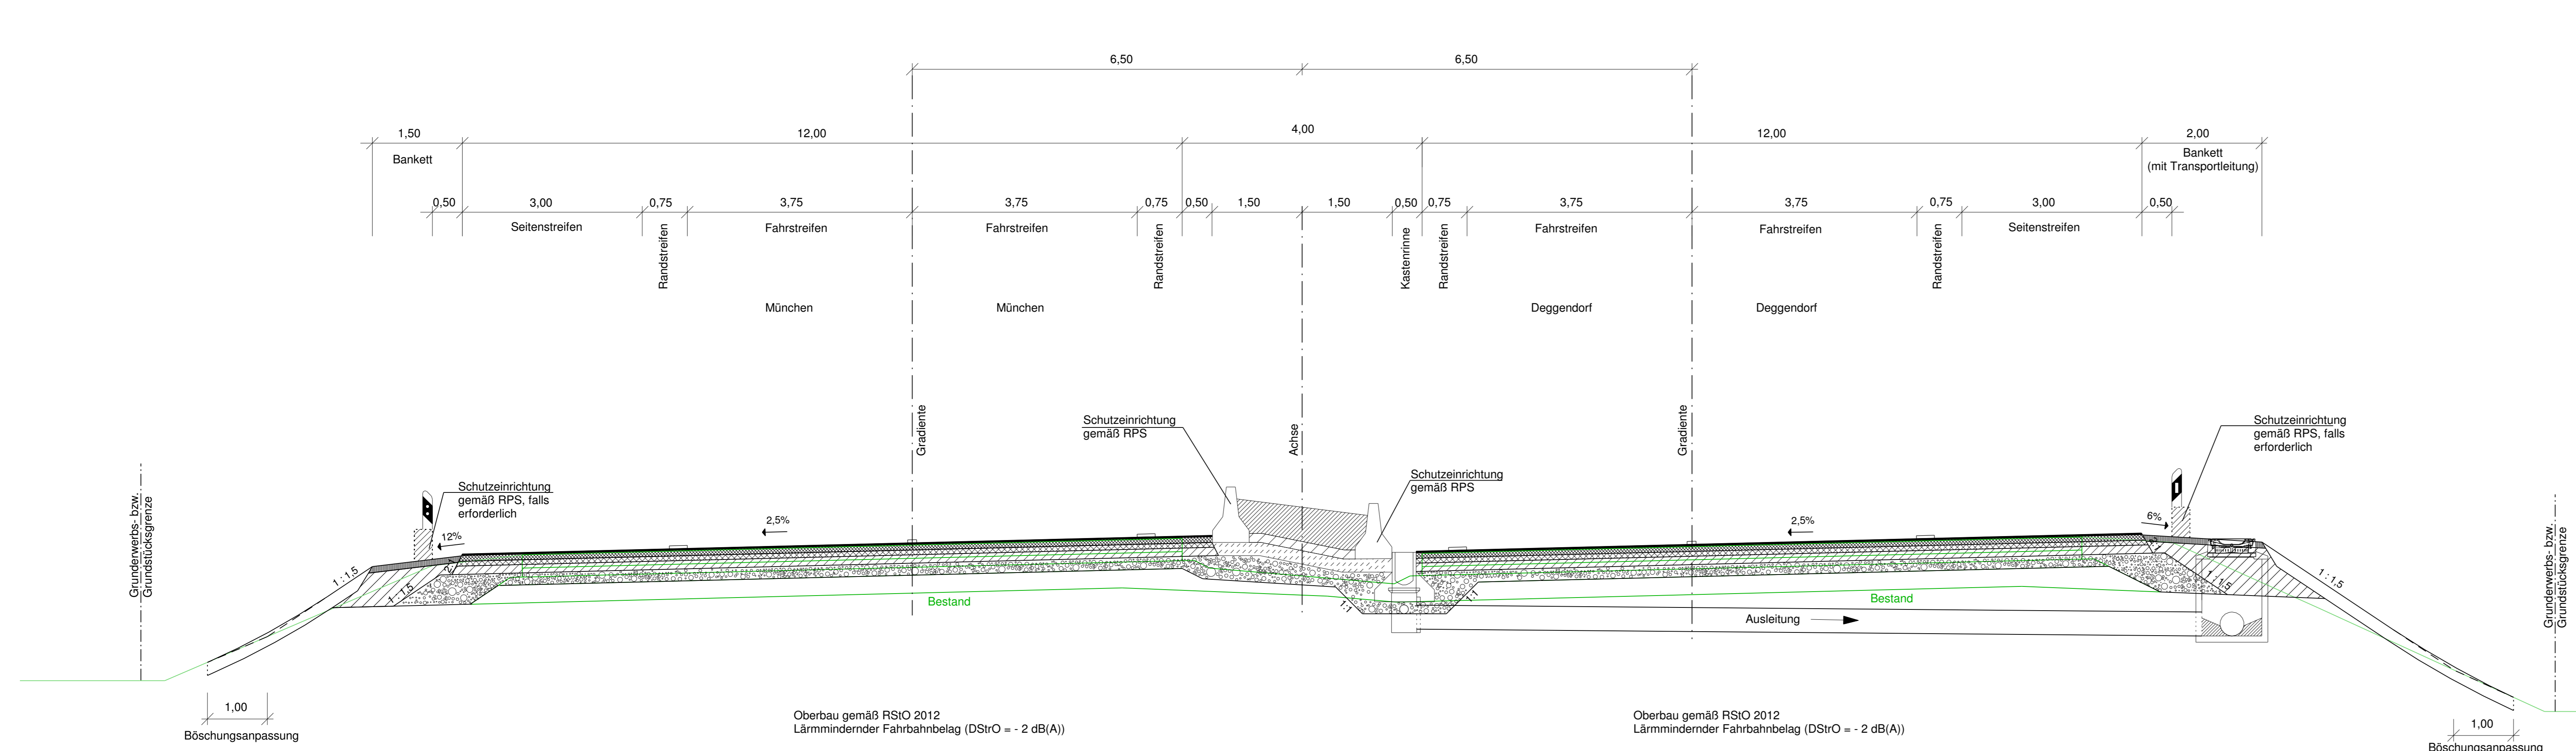 6,50
6,50
1,50
12,00
4,00
12,00
2,00
Bankett
Bankett
(mit Transportleitung)
0,50
3,00
0,75
3,75
3,75
0,75
0,50
1,50
1,50
0,50
0,75
3,75
3,75
0,75
3,00
0,50
Seitenstreifen
Randstreifen
Fahrstreifen
Fahrstreifen
Randstreifen
Kastenrinne
Randstreifen
Fahrstreifen
Fahrstreifen
Randstreifen
Seitenstreifen
München
München
Deggendorf
Deggendorf
Gradiente
Achse
Gradiente
Schutzeinrichtung
gemäß RPS
Schutzeinrichtung
gemäß RPS
Schutzeinrichtung
gemäß RPS, falls
erforderlich
Schutzeinrichtung
gemäß RPS, falls
erforderlich
Grunderwerbs- bzw.
Grundstücksgrenze
Grunderwerbs- bzw.
Grundstücksgrenze
12%
2,5%
2,5%
6%
1 : 1,5
1 : 1,5
1:1
1:1
1 : 1,5
1 : 1,5
Bestand
Bestand
Ausleitung
1,00
Böschungsanpassung
Oberbau gemäß RStO 2012
Lärmmindernder Fahrbahnbelag (DStrO = - 2 dB(A))
Oberbau gemäß RStO 2012
Lärmmindernder Fahrbahnbelag (DStrO = - 2 dB(A))
1,00
Böschungsanpassung